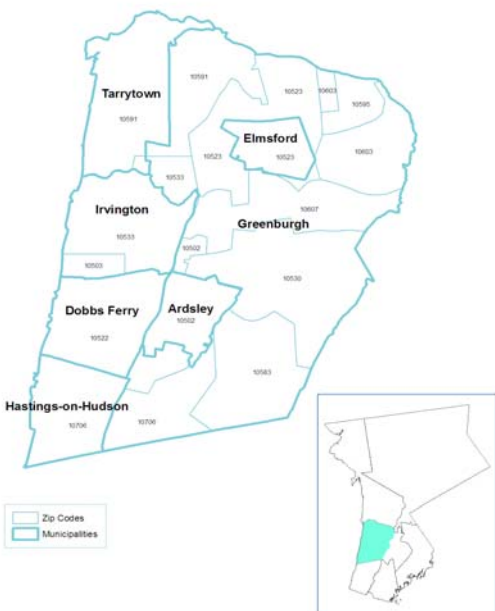 10591
Tarrytown
10523
10603
10595
10591
Elmsford
10523
10523
10603
10533
Irvington
10607
10533
Greenburgh
10502
10503
10530
Dobbs Ferry
Ardsley
10502
10522
10583
Hastings-on-Hudson
10706
10706
Zip Codes
Municipalities